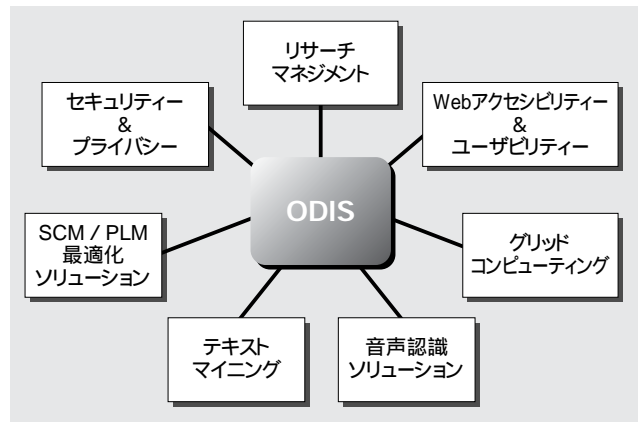 リサーチ
マネジメント
セキュリティー
&
プライバシー
Webアクセシビリティー
&
ユーザビリティー
ODIS
SCM / PLM
最適化
ソリューション
グリッド
コンピューティング
テキスト
マイニング
音声認識
ソリューション